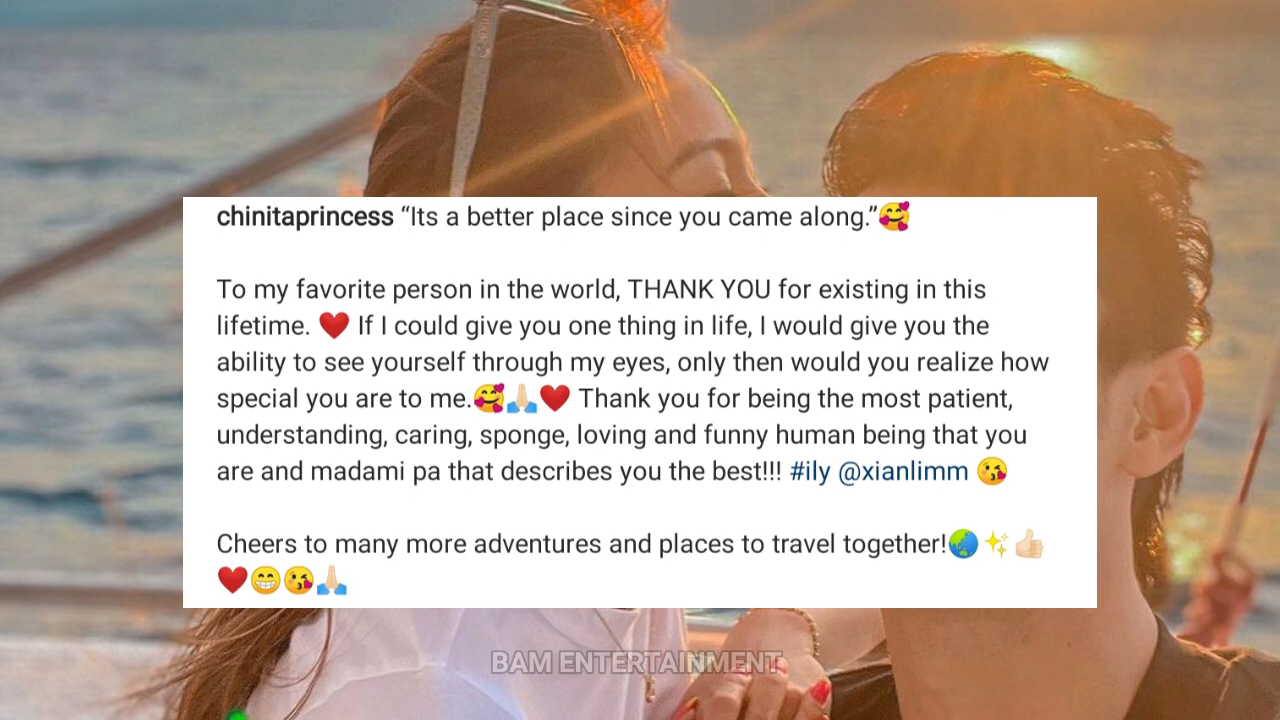 chinitaprincess “Its a better place since you came along.”🥰
To my favorite person in the world, THANK YOU for existing in this
lifetime. ❤️ If I could give you one thing in life, I would give you the
ability to see yourself through my eyes, only then would you realize how
special you are to me.🥰🙏🏻❤️ Thank you for being the most patient,
understanding, caring, sponge, loving and funny human being that you
are and madami pa that describes you the best!!! #ily @xianlimm 😘
Cheers to many more adventures and places to travel together!🌏✨👍🏻
❤️😁😘🙏🏻
BAM ENTERTAINMENT